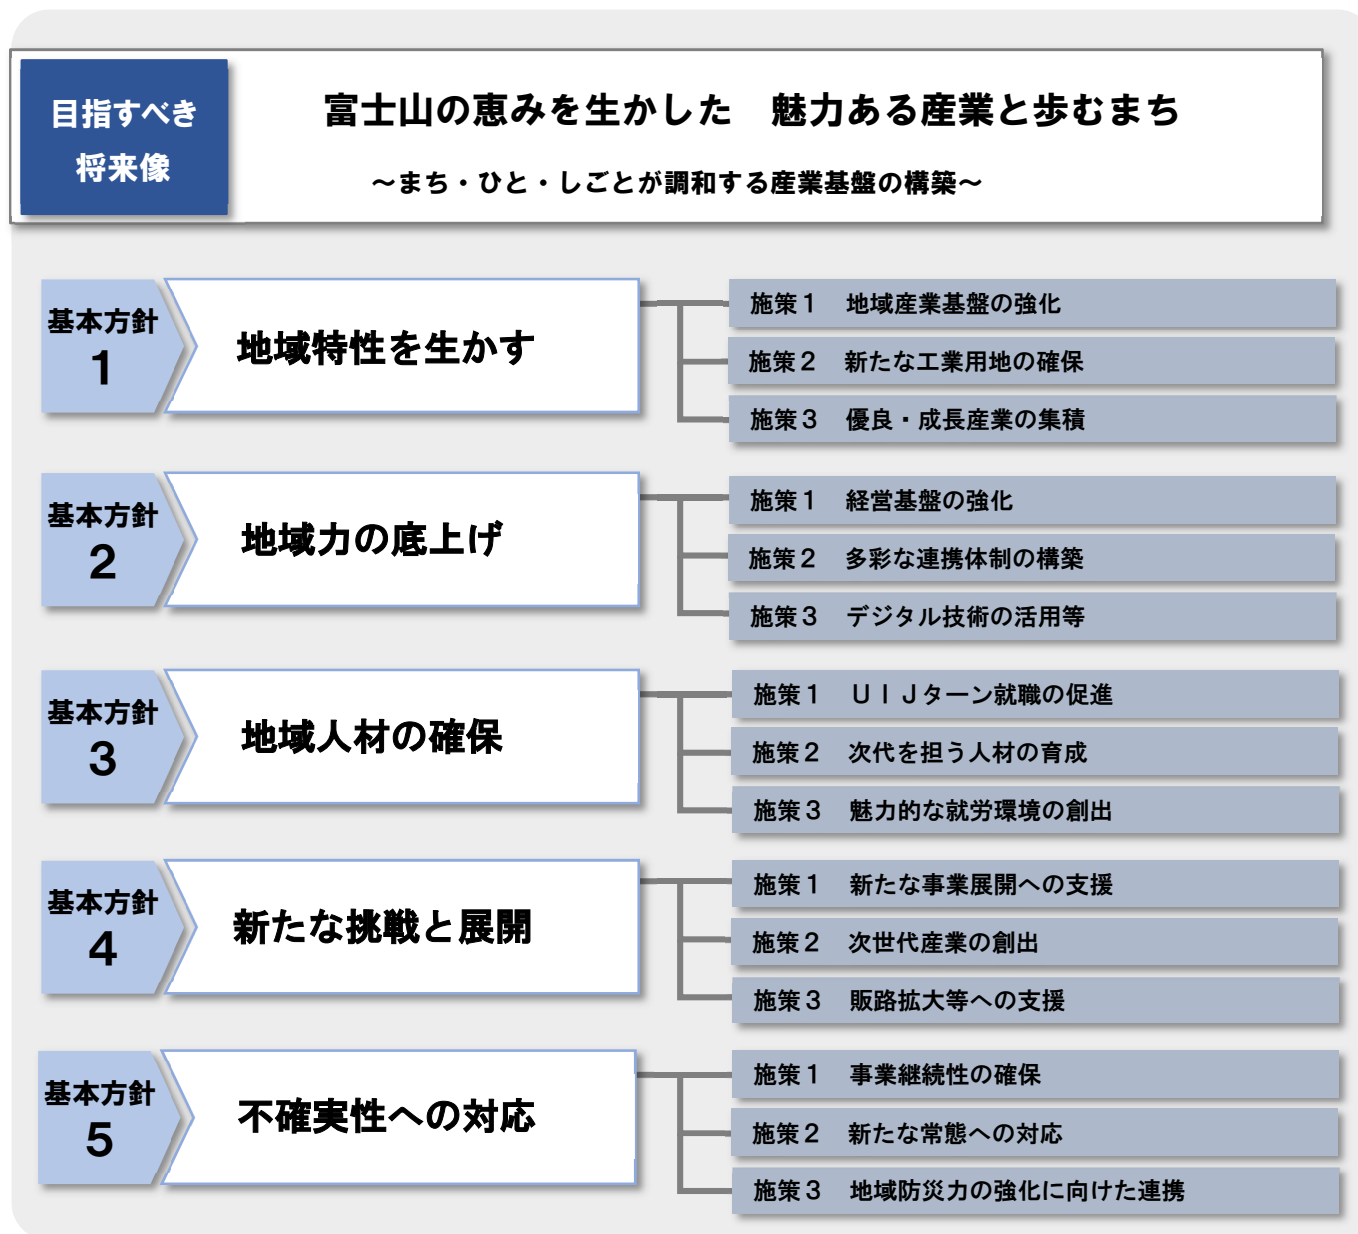 目指すべき
将来像
富士山の恵みを生かした　魅力ある産業と歩むまち
～まち・ひと・しごとが調和する産業基盤の構築～
基本方針
1
地域特性を生かす
施策１　地域産業基盤の強化
施策２　新たな工業用地の確保
施策３　優良・成長産業の集積
基本方針
2
地域力の底上げ
施策１　経営基盤の強化
施策２　多彩な連携体制の構築
施策３　デジタル技術の活用等
基本方針
3
地域人材の確保
施策１　ＵＩＪターン就職の促進
施策２　次代を担う人材の育成
施策３　魅力的な就労環境の創出
基本方針
4
新たな挑戦と展開
施策１　新たな事業展開への支援
施策２　次世代産業の創出
施策３　販路拡大等への支援
基本方針
5
不確実性への対応
施策１　事業継続性の確保
施策２　新たな常態への対応
施策３　地域防災力の強化に向けた連携